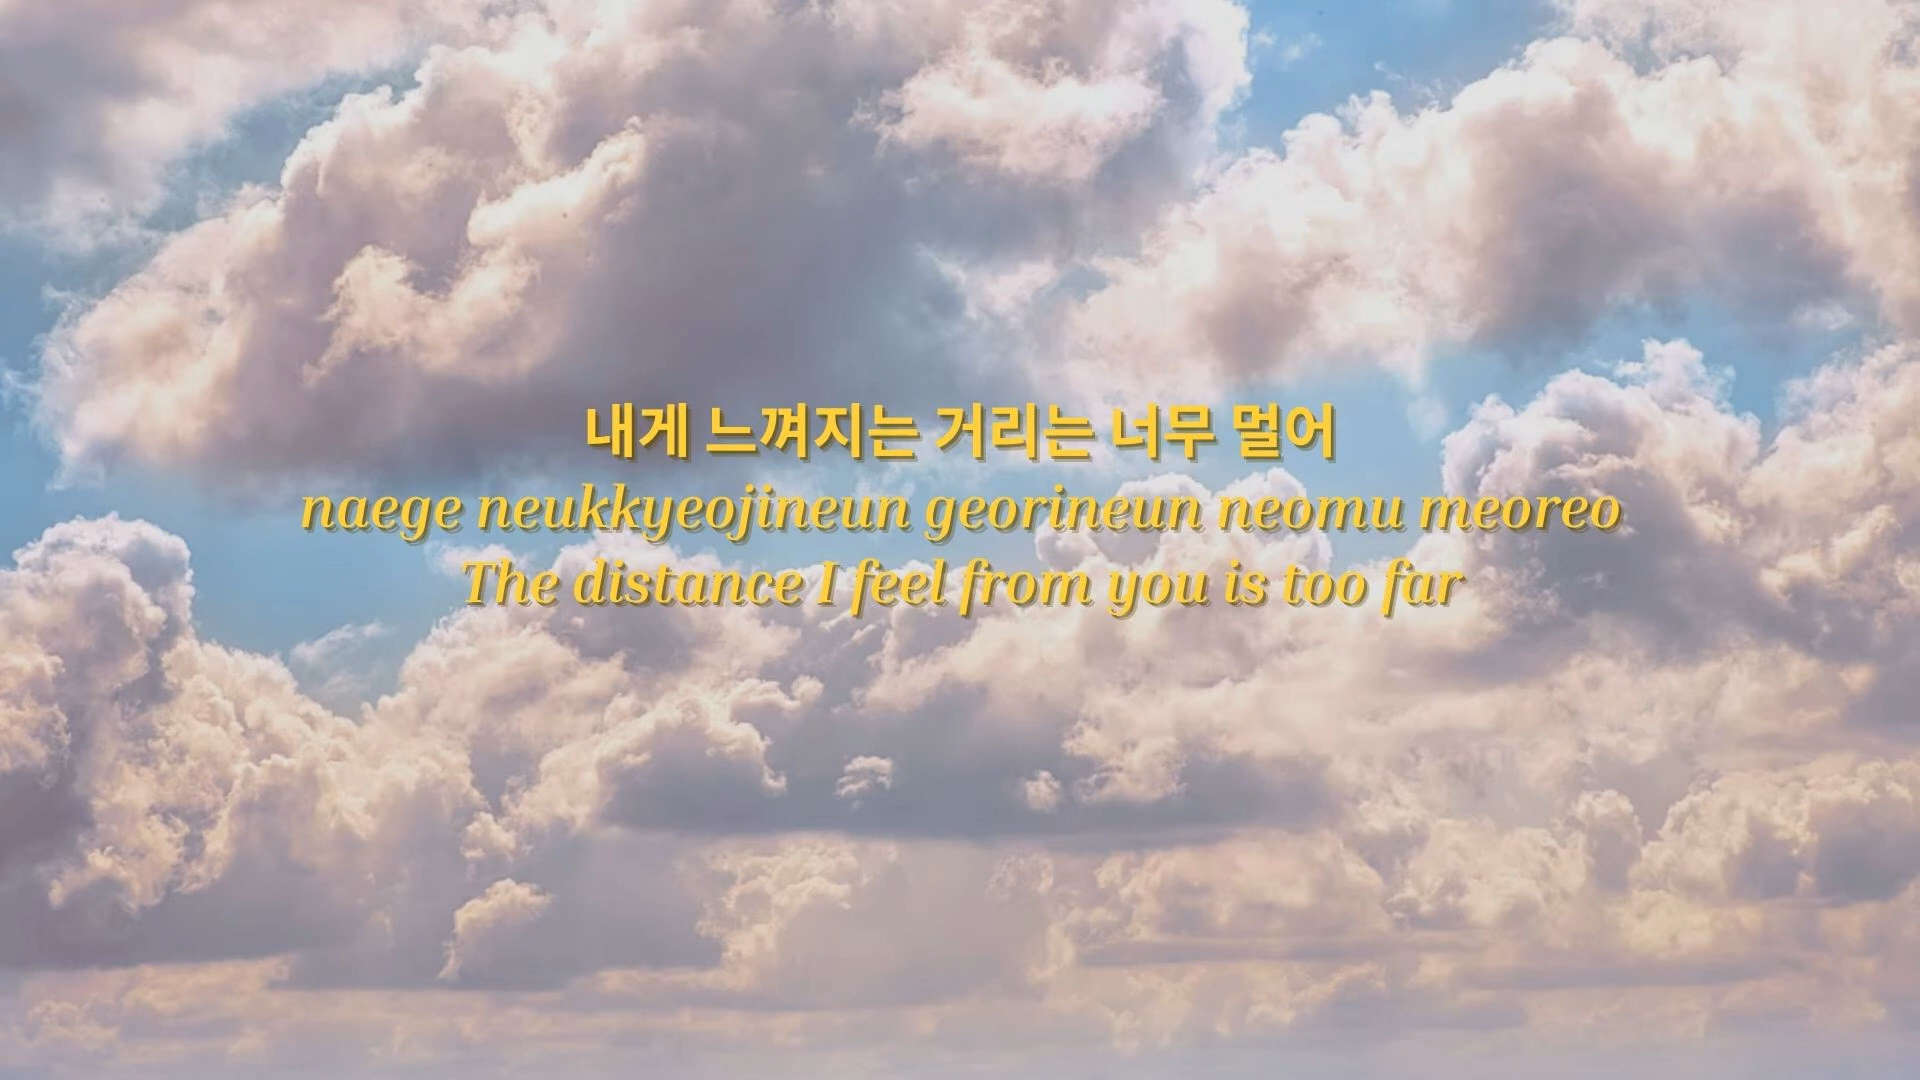 내게 느껴지는 거리는 너무 멀어
naege neukkyeojineun georineun neomu meoreo
The distance I feel from you is too far